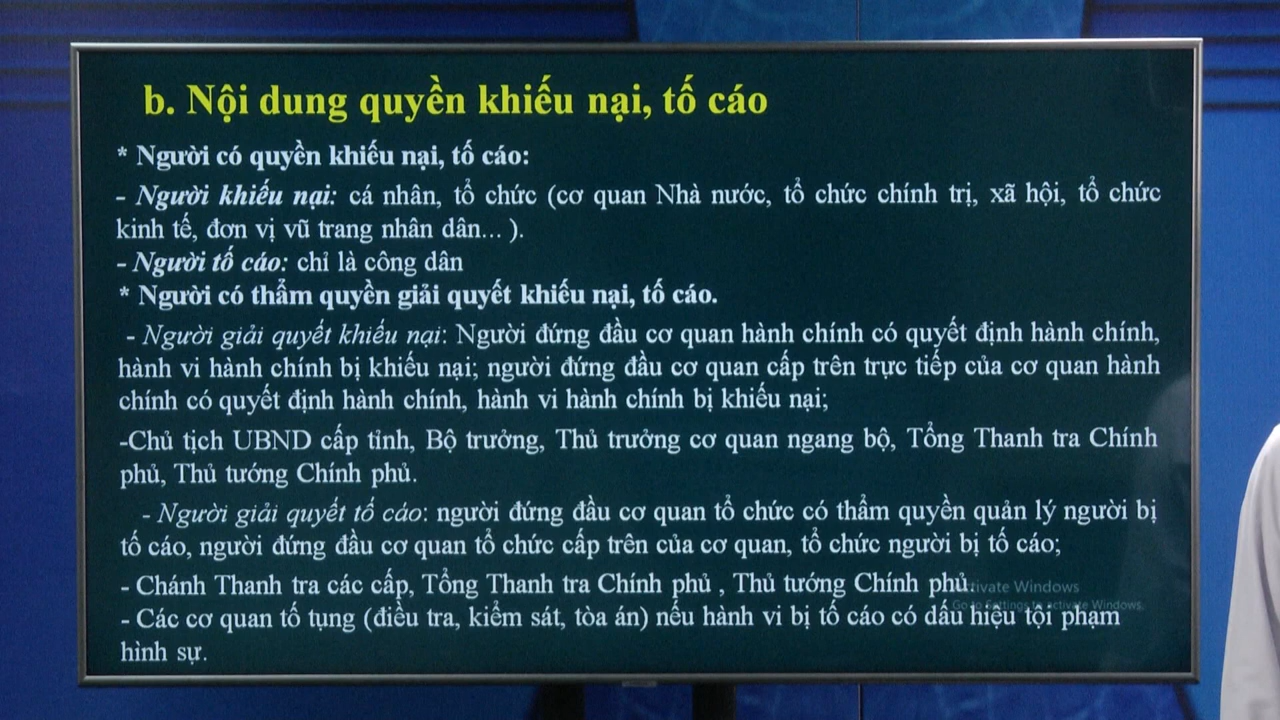 b. Nội dung quyền khiếu nại, tố cáo
* Người có quyền khiếu nại, tố cáo:
- Người khiếu nại: cá nhân, tổ chức (cơ quan Nhà nước, tổ chức chính trị, xã hội, tổ chức
kinh tế, đơn vị vũ trang nhân dân... ).
- Người tố cáo: chỉ là công dân
* Người có thẩm quyền giải quyết khiếu nại, tố cáo.
- Người giải quyết khiếu nại: Người đứng đầu cơ quan hành chính có quyết định hành chính,
hành vi hành chính bị khiếu nại; người đứng đầu cơ quan cấp trên trực tiếp của cơ quan hành
chính có quyết định hành chính, hành vi hành chính bị khiếu nại;
-Chủ tịch UBND cấp tỉnh, Bộ trưởng, Thủ trưởng cơ quan ngang bộ, Tổng Thanh tra Chính
phủ, Thủ tướng Chính phủ.
- Người giải quyết tố cáo: người đứng đầu cơ quan tổ chức có thẩm quyền quản lý người bị
tố cáo, người đứng đầu cơ quan tổ chức cấp trên của cơ quan, tổ chức người bị tố cáo;
- Chánh Thanh tra các cấp, Tổng Thanh tra Chính phủ , Thủ tướng Chính phủ
Windows
Go to Settings to activate Windows.
- Các cơ quan tố tụng (điều tra, kiểm sát, tòa án) nếu hành vi bị tố cáo có dấu hiệu tội phạm
hình sự.